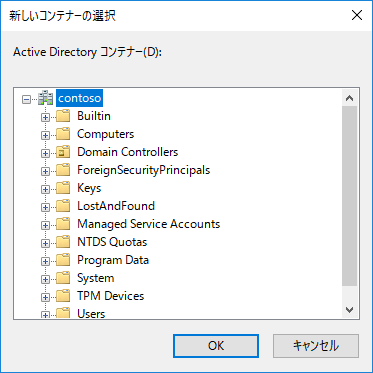 新しいコンテナーの選択
Active Directory コンテナー(D):
contoso
Builtin
Computers
Domain Controllers
ForeignSecurityPrincipals
Keys
LostAndFound
Managed Service Accounts
NTDS Quotas
Program Data
System
TPM Devices
Users
OK
キャンセル